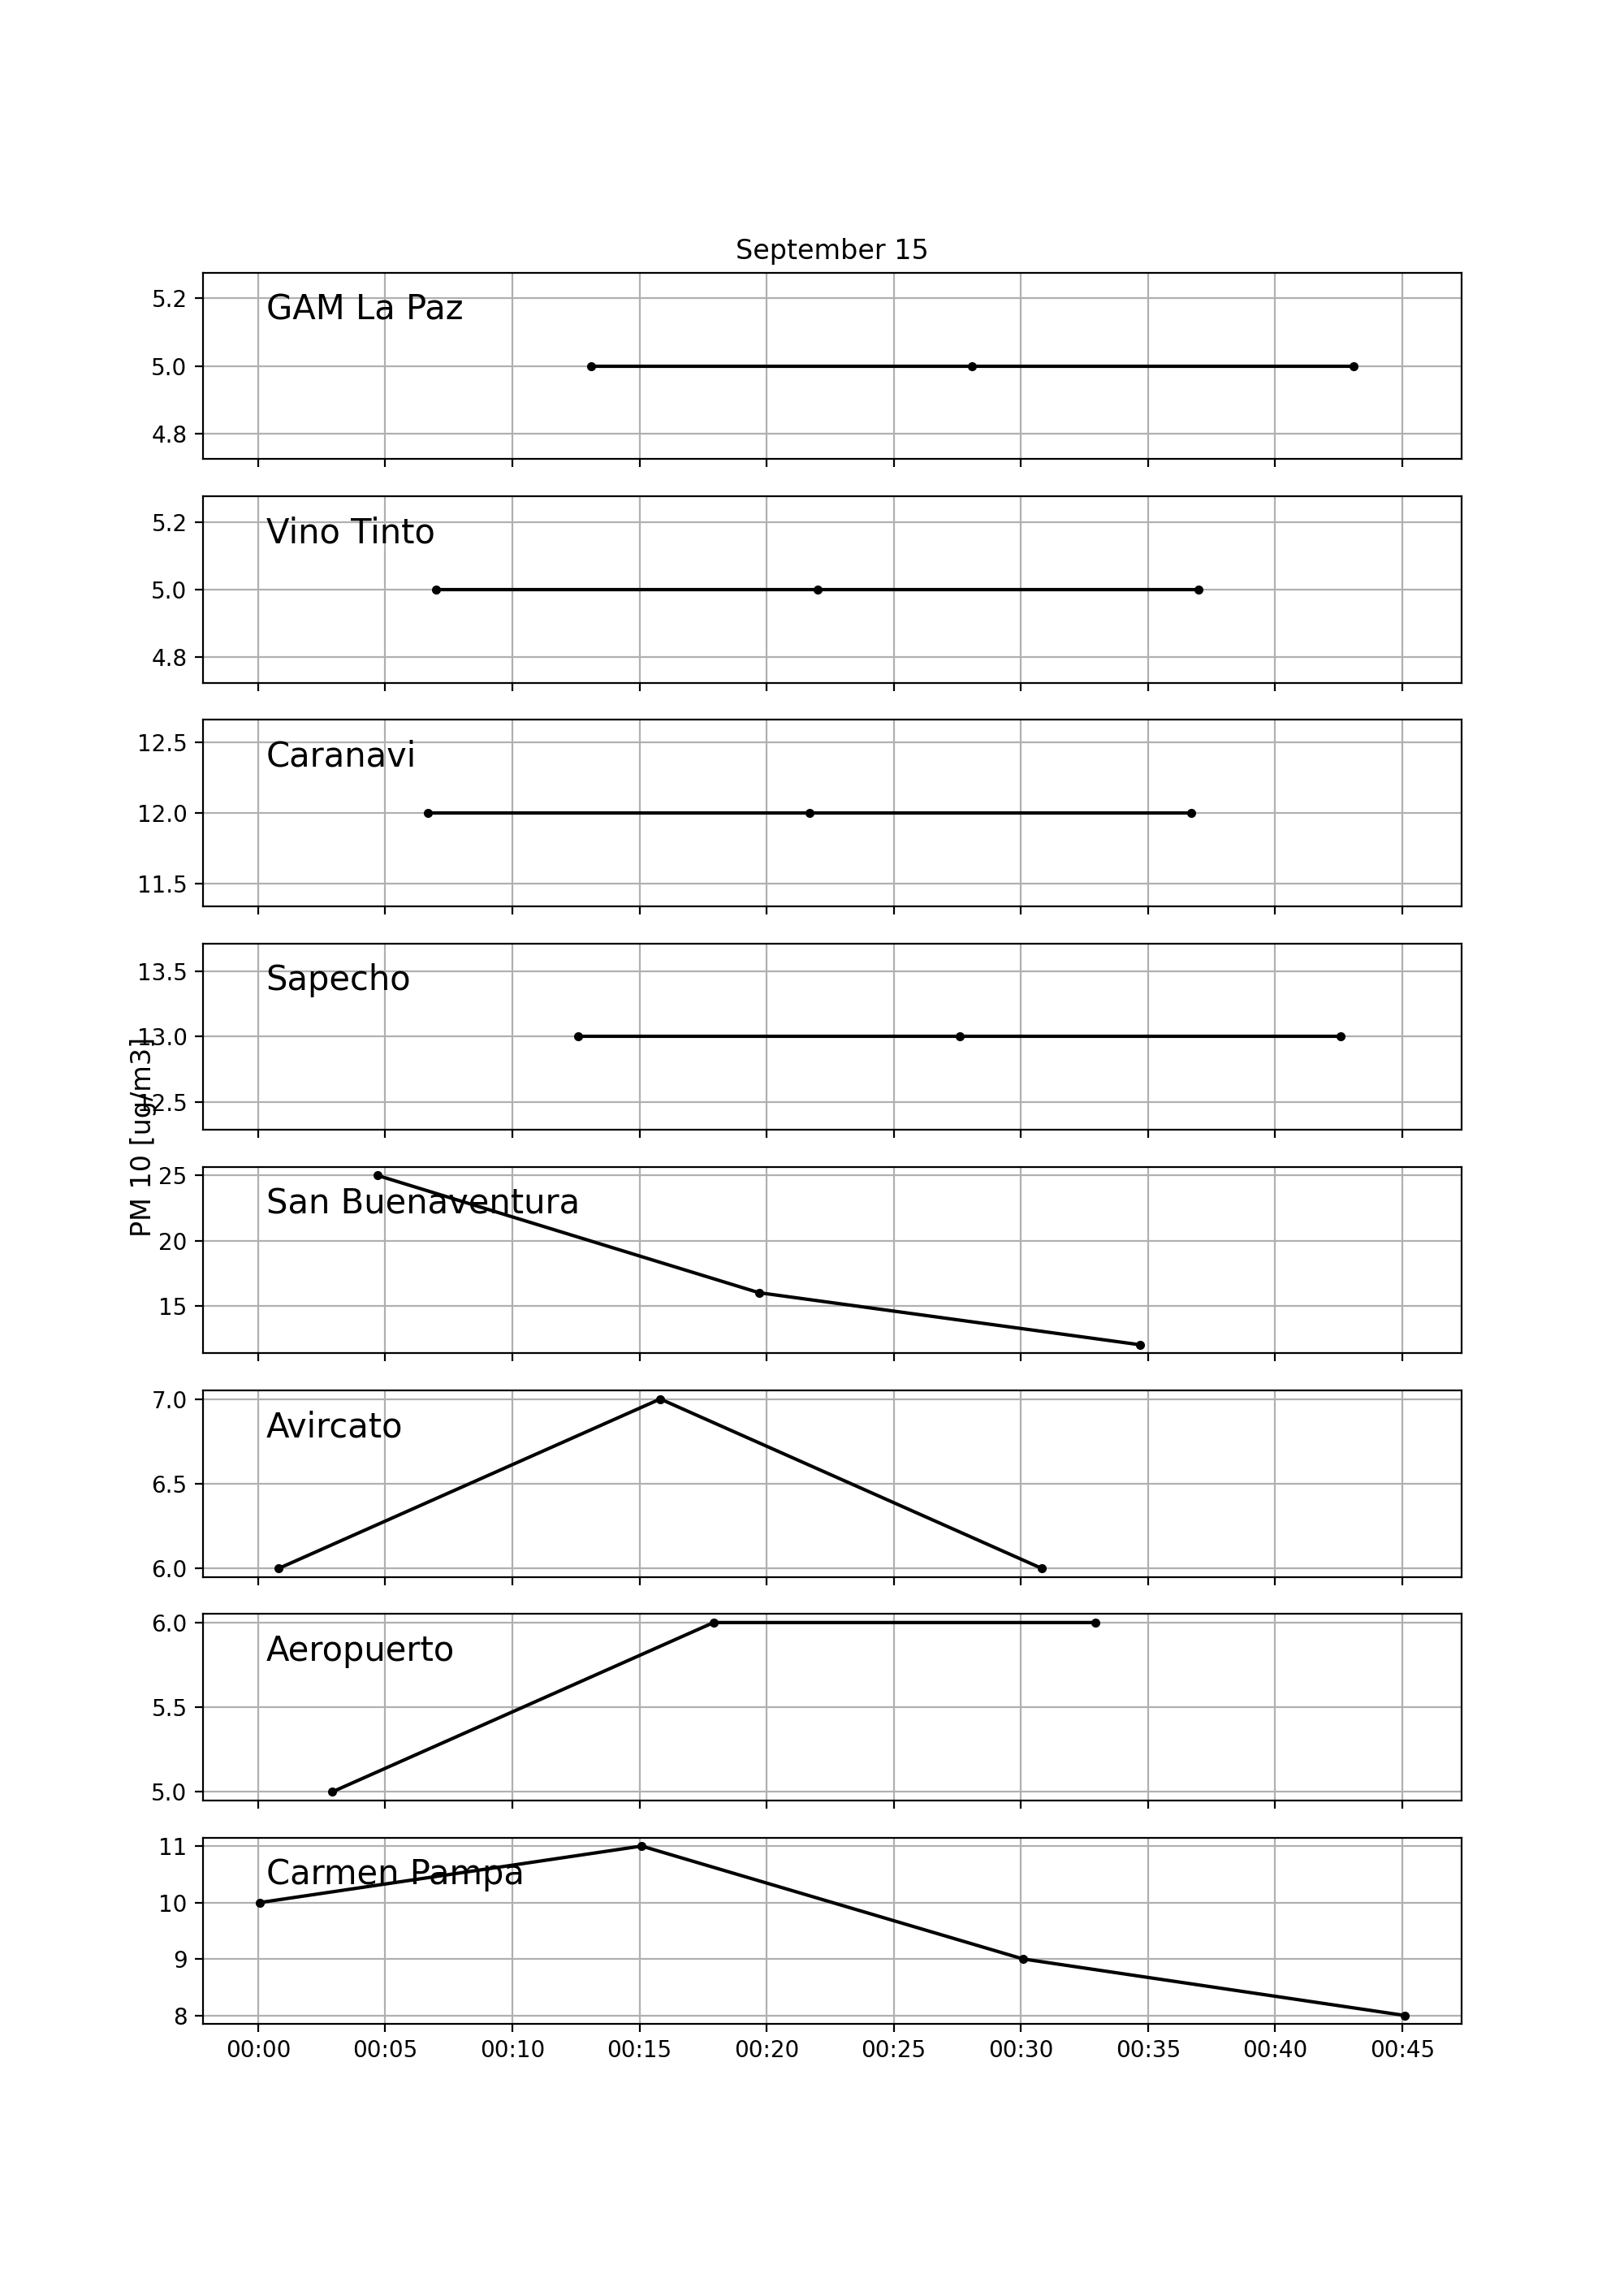 September 15
5.2
GAM La Paz
5.0
4.8
5.2
Vino Tinto
5.0
4.8
12.5
Caranavi
12.0
11.5
13.5
Sapecho
13.0
12.5
PM 10 [ug/m3]
25
San Buenaventura
20
15
7.0
Avircato
6.5
6.0
6.0
Aeropuerto
5.5
5.0
11
Carmen Pampa
10
9
8
00:00 00:05 00:10 00:15 00:20 00:25 00:30 00:35 00:40 00:45